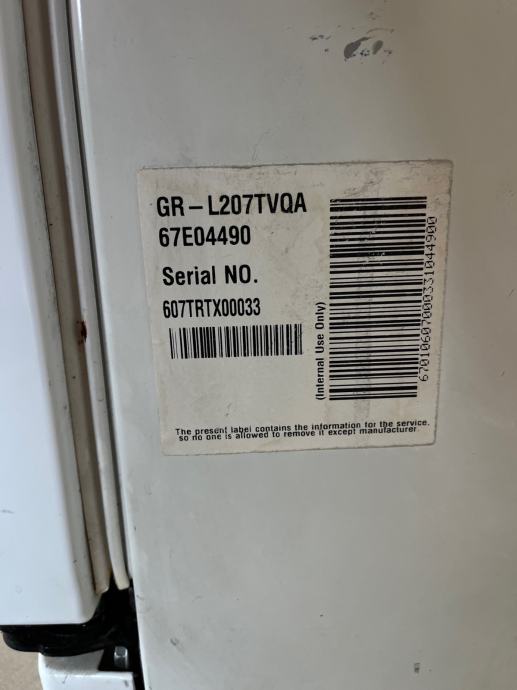 GR-L207TVQA
67E04490
Serial NO.
607TRTX00033
(Internal Use Only)
67010607000331044900
The present label contains the information for the service.
so no one is allowed to remove it except manufacturer